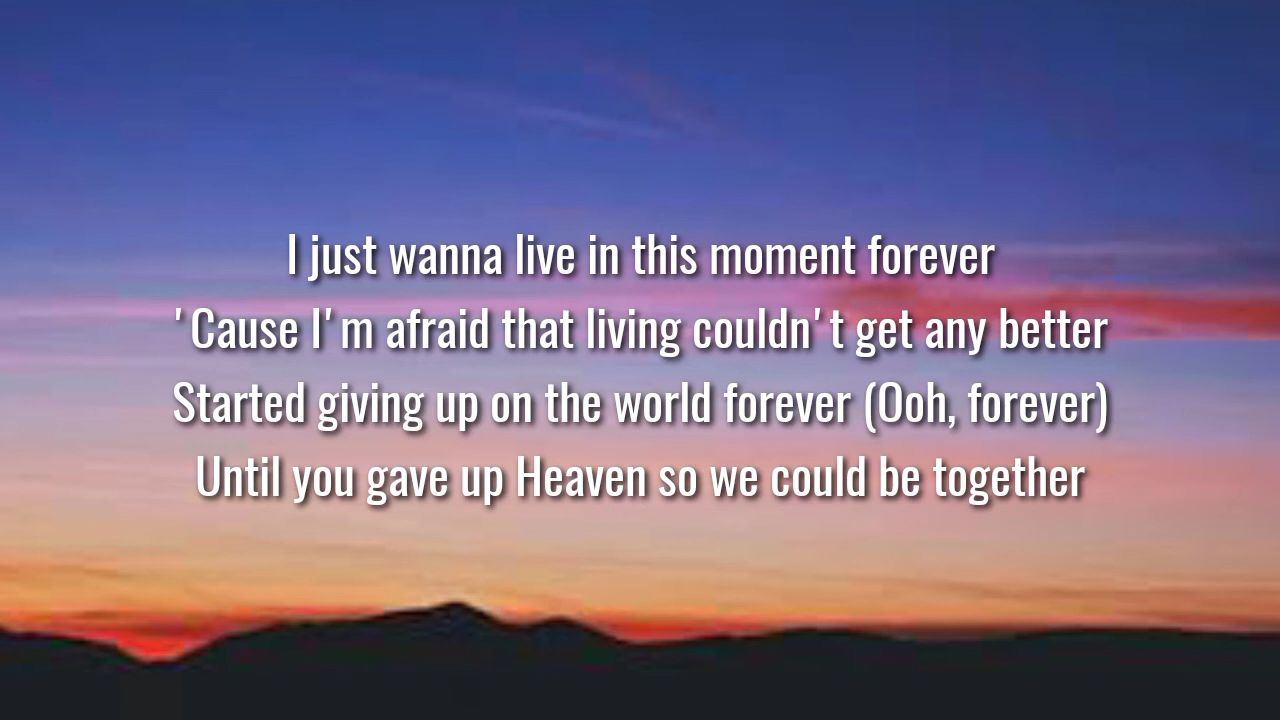 I just wanna live in this moment forever
'Cause I'm afraid that living couldn't get any better
Started giving up on the world forever (Ooh, forever)
Until you gave up Heaven so we could be together